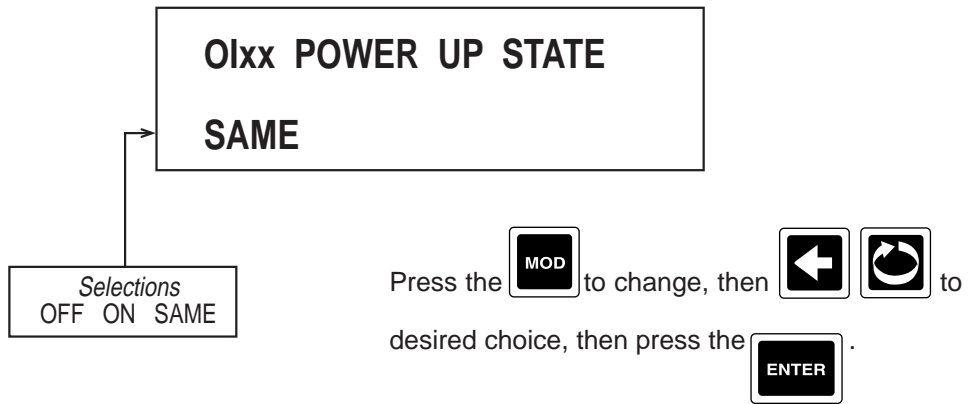 OIxx POWER UP STATE
SAME
Selections
OFF ON SAME
Press the MOD to change, then to
desired choice, then press the ENTER .